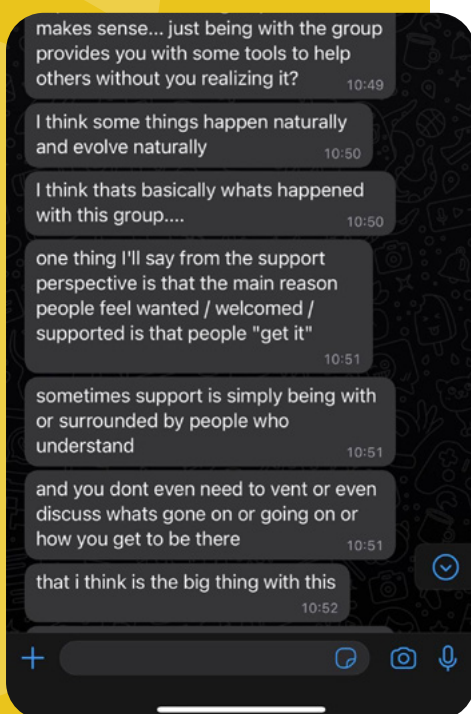 makes sense... just being with the group
provides you with some tools to help
others without you realizing it?
10:49
I think some things happen naturally
and evolve naturally
10:50
I think thats basically whats happened
with this group....
10:50
one thing I'll say from the support
perspective is that the main reason
people feel wanted / welcomed /
supported is that people "get it"
10:51
sometimes support is simply being with
or surrounded by people who
understand
10:51
and you dont even need to vent or even
discuss whats gone on or going on or
how you get to be there
10:51
that i think is the big thing with this
10:52